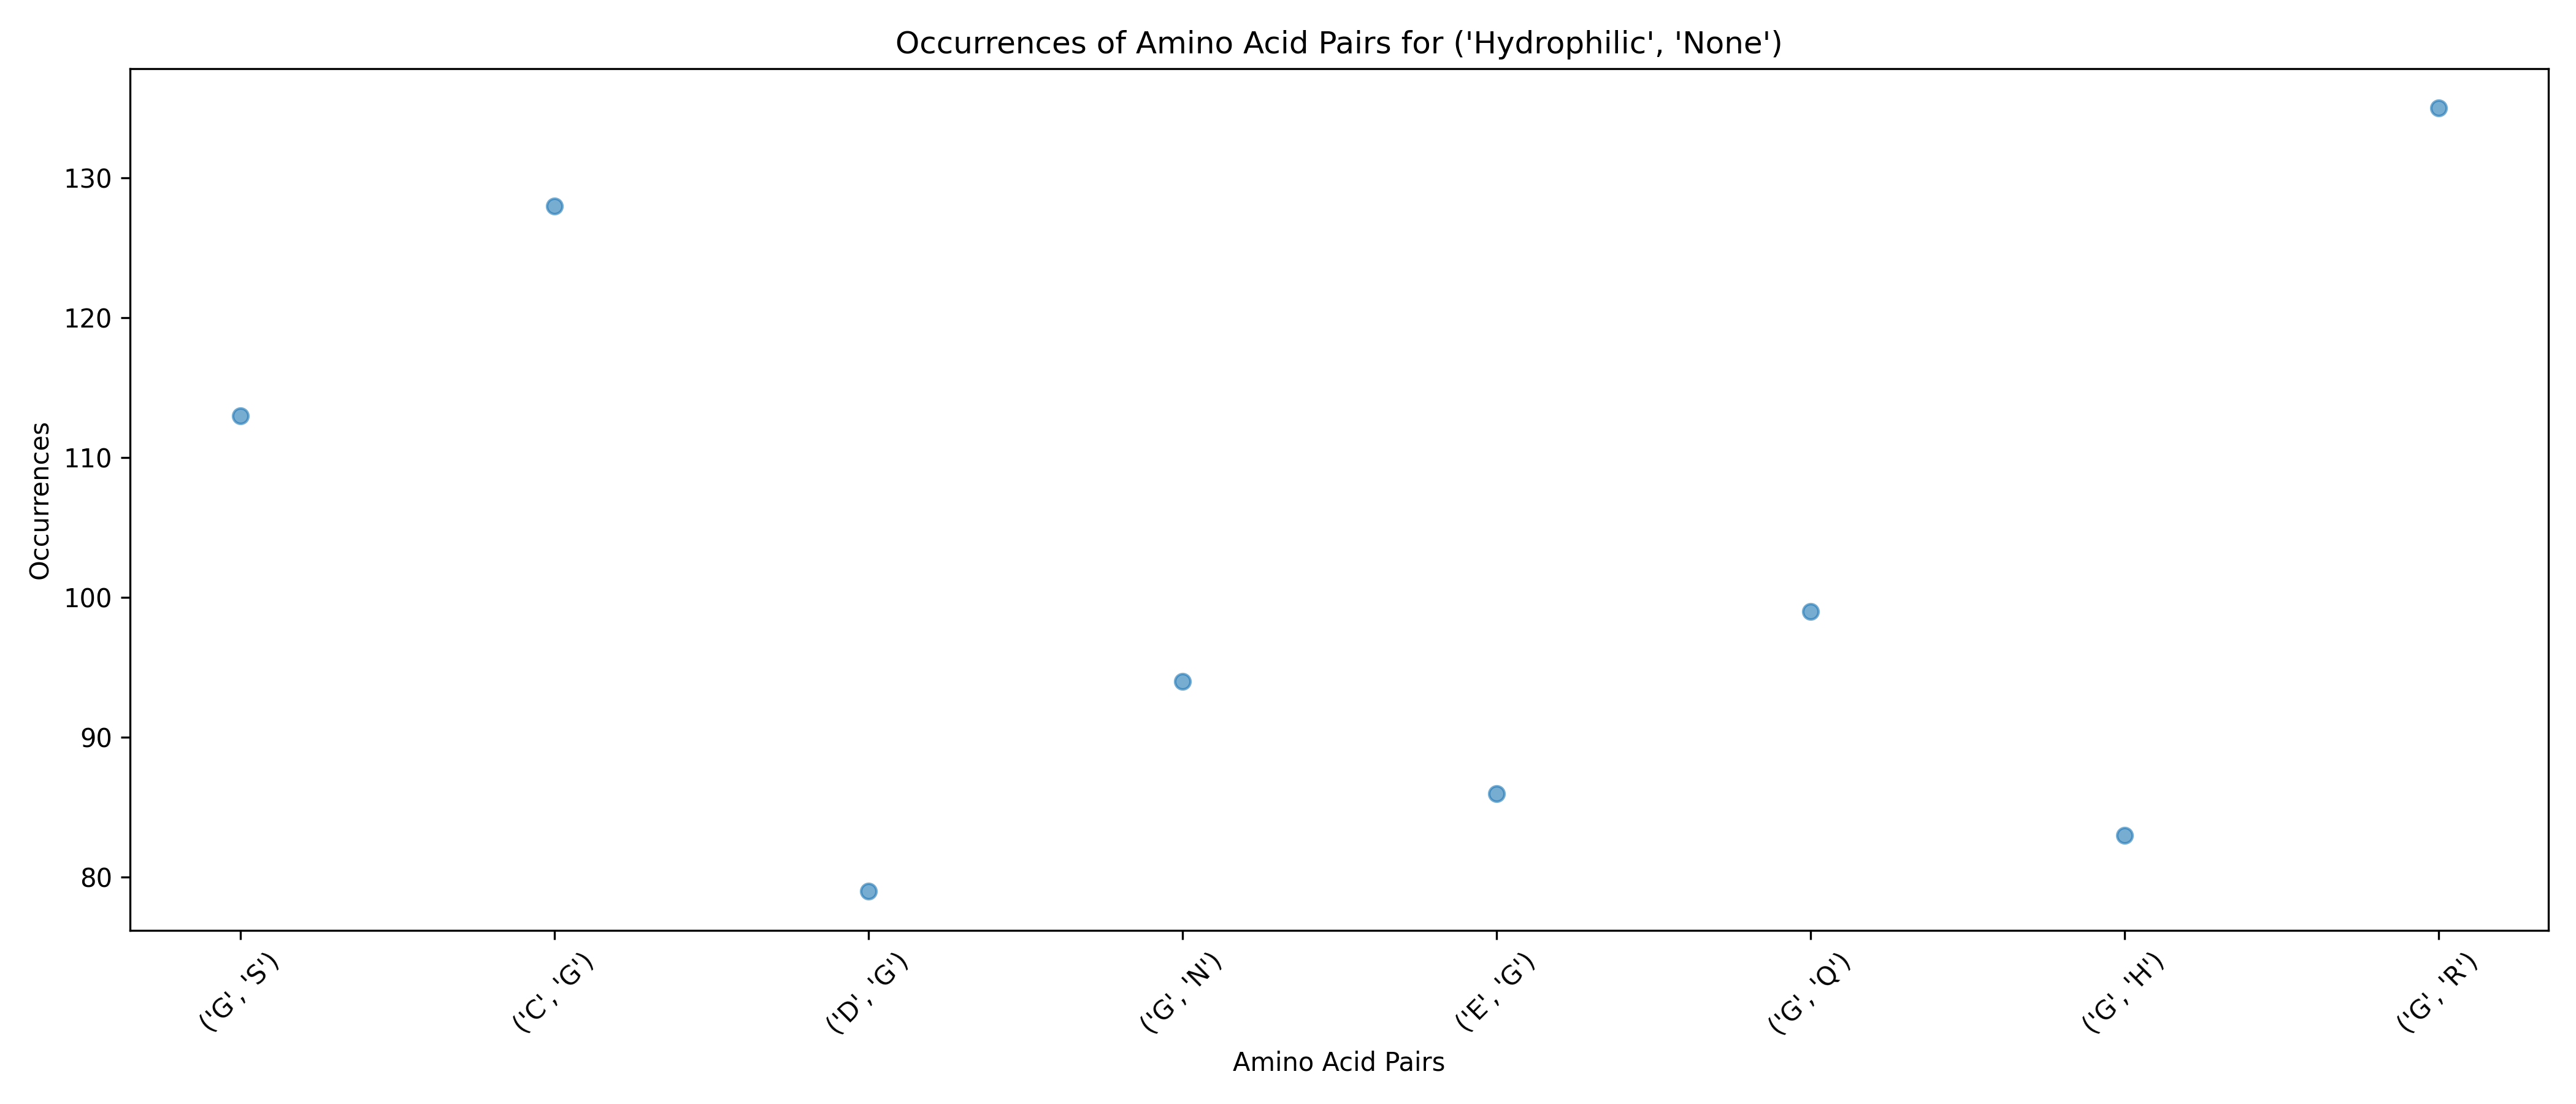 Occurrences of Amino Acid Pairs for ('Hydrophilic', 'None')
Occurrences
130
120
110
100
90
80
('G', 'S')
('C', 'G')
('D', 'G')
('G', 'N')
('E', 'G')
('G', 'Q')
('G', 'H')
('G', 'R')
Amino Acid Pairs